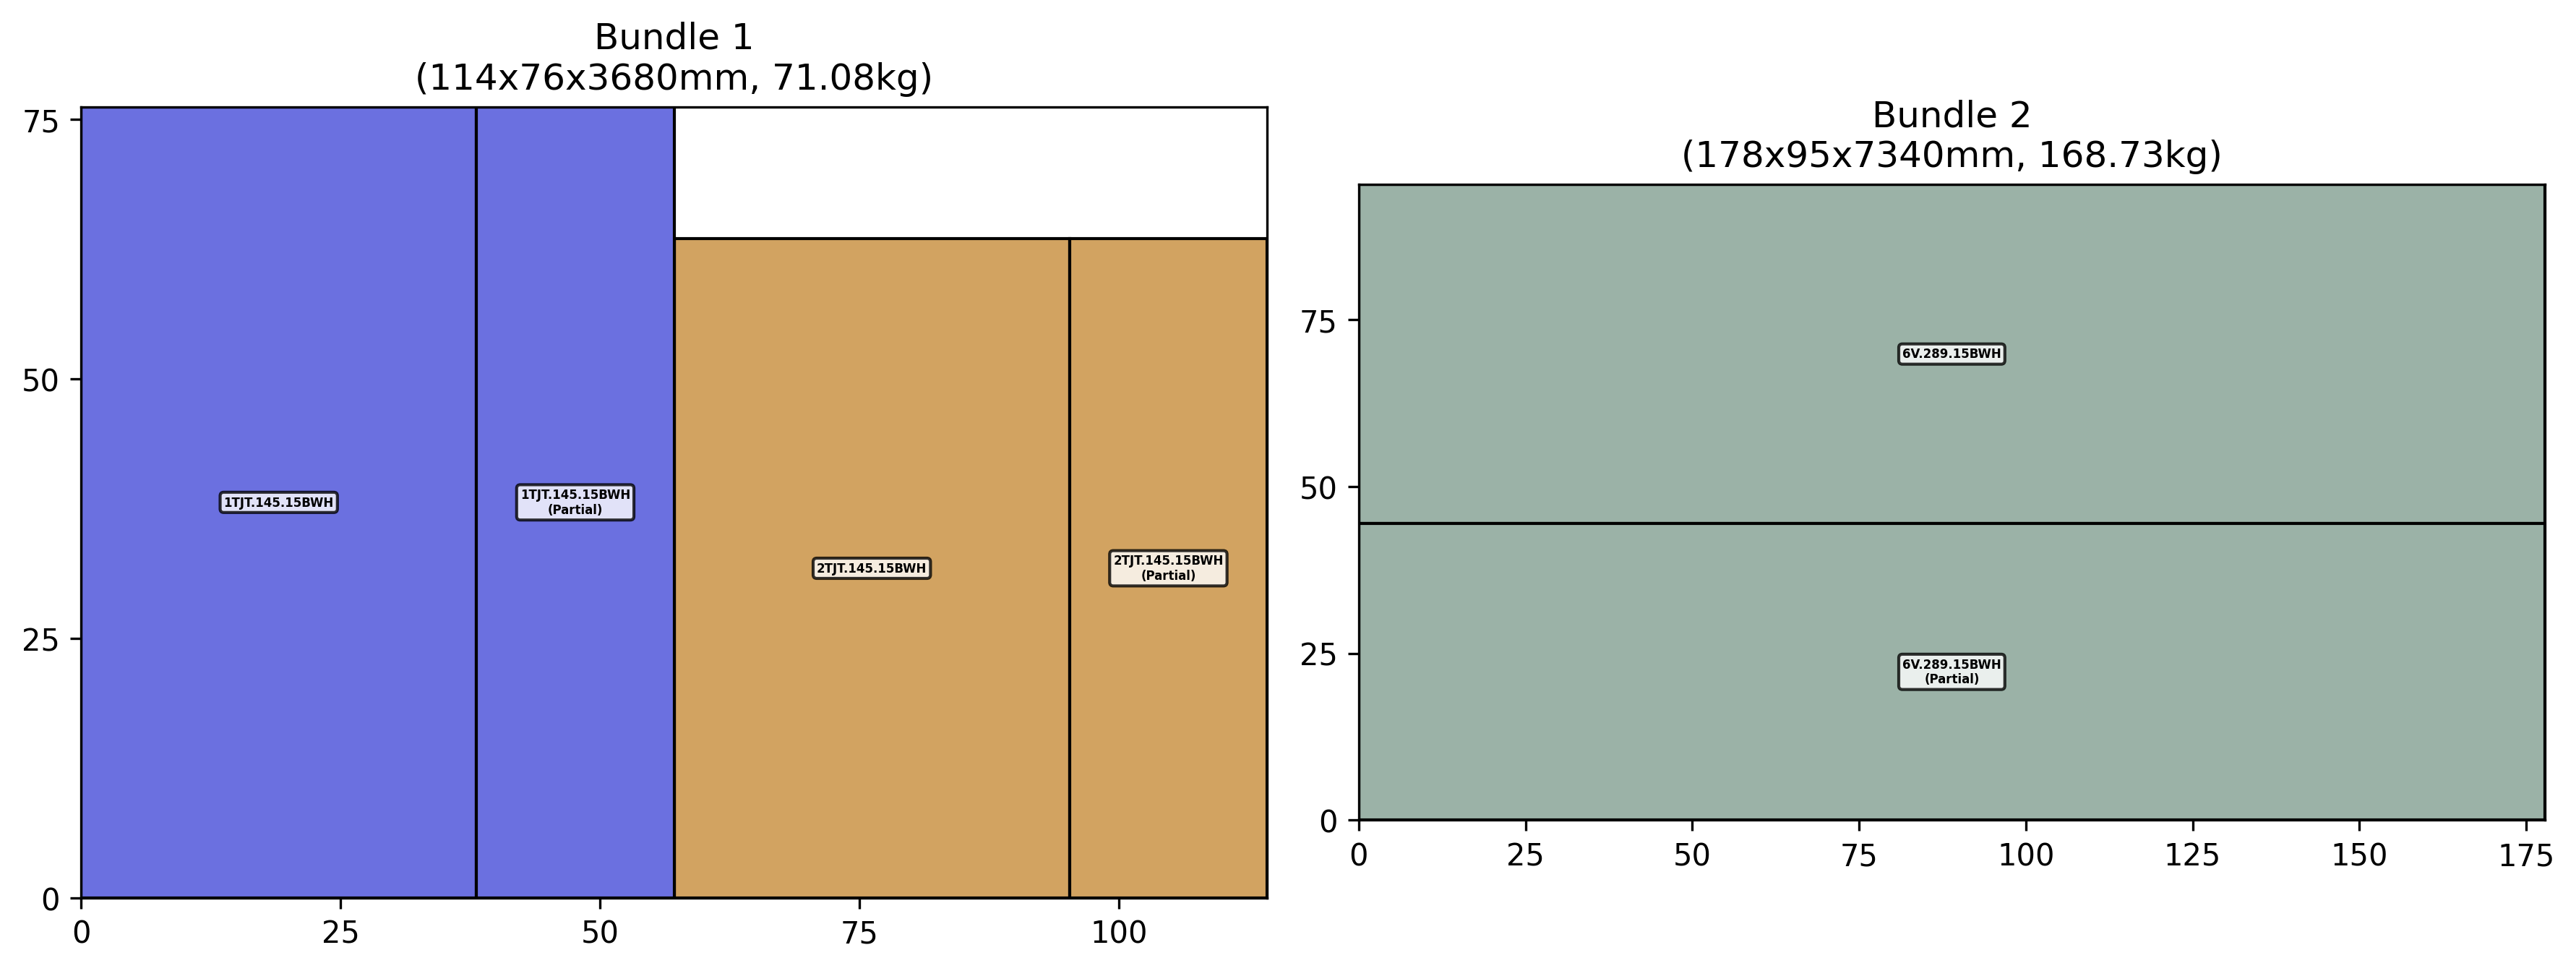 Bundle 1
(114x76x3680mm, 71.08kg)
75
50
25
0
0 25 50 75 100
1TJT.145.15BWH
1TJT.145.15BWH
(Partial)
2TJT.145.15BWH
2TJT.145.15BWH
(Partial)
Bundle 2
(178x95x7340mm, 168.73kg)
75
50
25
0
0 25 50 75 100 125 150 175
6V.289.15BWH
6V.289.15BWH
(Partial)